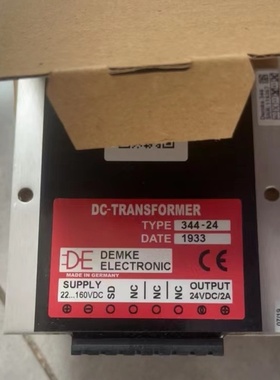 DC-TRANSFORMER
TYPE 344-24
DATE 1933
DE DEMKE
ELECTRONIC
CE
MADE IN GERMANY
SUPPLY SD NC NC NC OUTPUT
22...160VDC 24VDC/2A